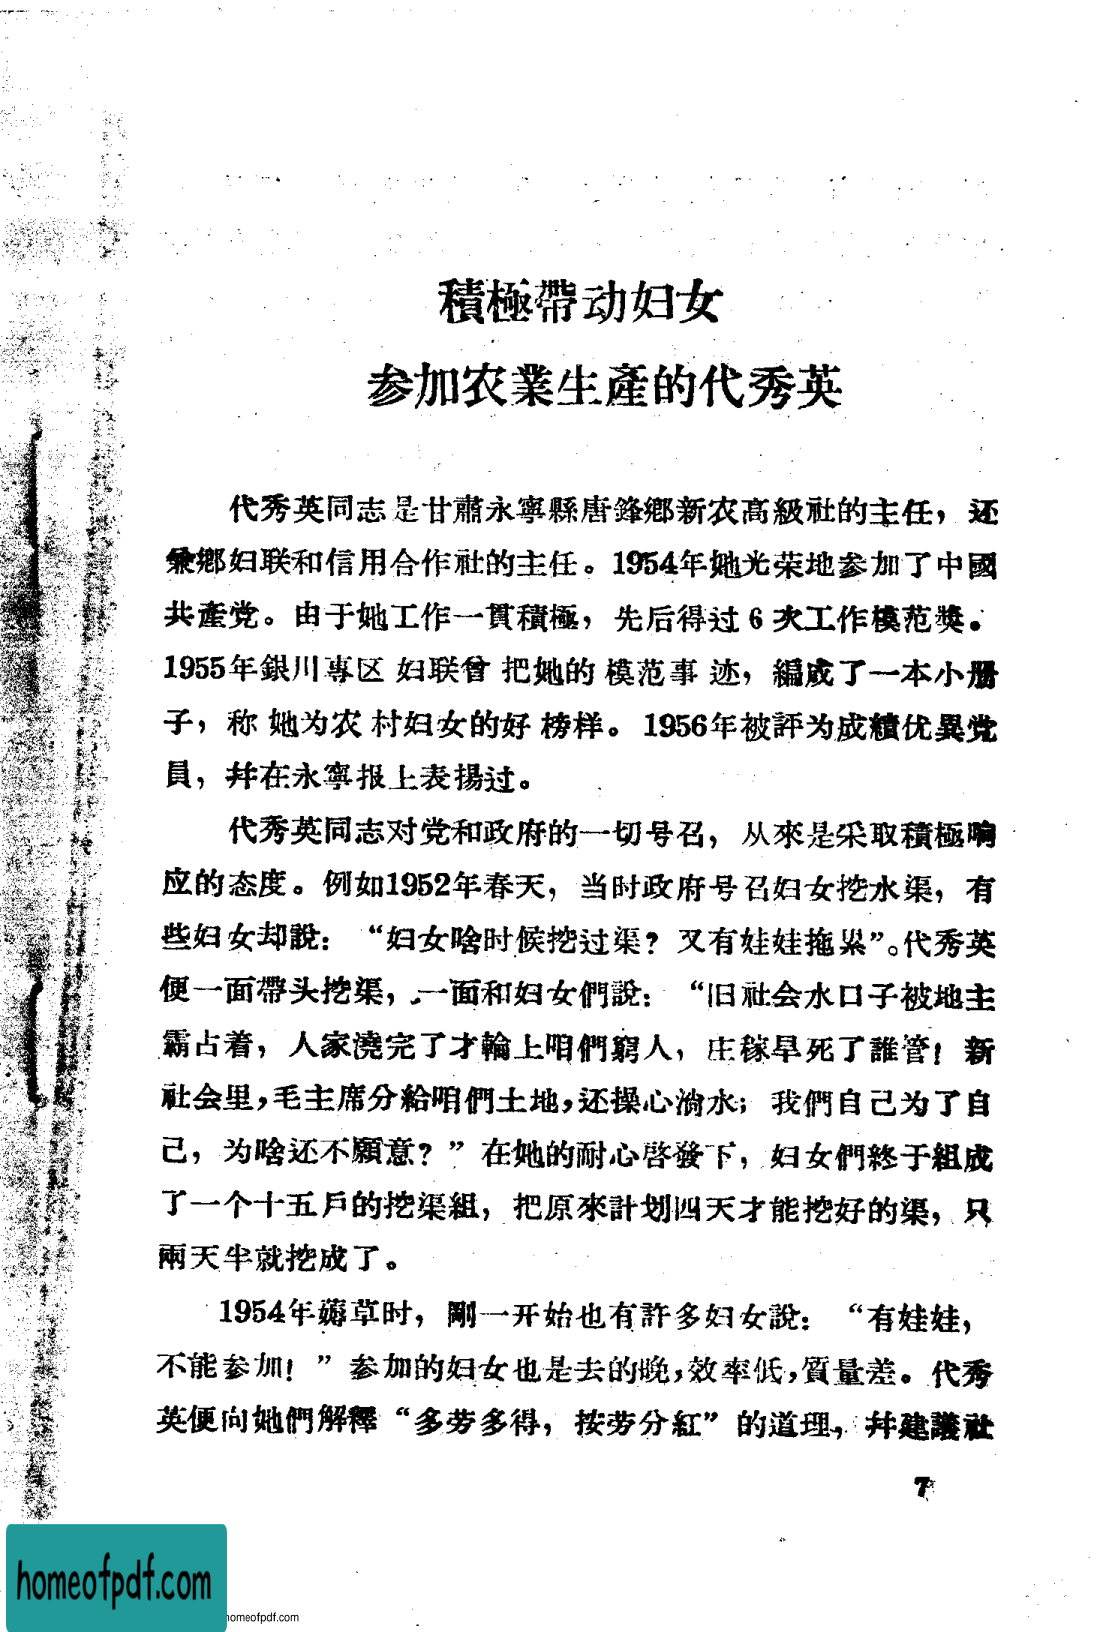 積極帶动妇女
参加农業生產的代秀英
代秀英同志是甘肅永寧縣唐鋒鄉新农高級社的主任，还
兼鄉妇联和信用合作社的主任。1954年她光荣地参加了中國
共產党。由于她工作一貫積極，先后得过6次工作模范獎。
1955年銀川專区妇联曾把她的模范事迹，編成了一本小册
子，称她为农村妇女的好榜样。1956年被評为成績优異党
員，幷在永寧报上表揚过。
代秀英同志对党和政府的一切号召，从來是采取積極响
应的态度。例如1952年春天，当时政府号召妇女挖水渠，有
些妇女却說：“妇女啥时候挖过渠？又有娃娃拖累”。代秀英
便一面帶头挖渠，一面和妇女們說：“旧社会水口子被地主
霸占着，人家澆完了才輪上咱們窮人，庄稼旱死了誰管！新
社会里，毛主席分給咱們土地，还操心淌水；我們自己为了自
己，为啥还不願意？”在她的耐心啓發下，妇女們終于組成
了一个十五戶的挖渠組，把原來計划四天才能挖好的渠，只
兩天半就挖成了。
1954年薅草时，剛一开始也有許多妇女說：“有娃娃，
不能参加！”参加的妇女也是去的晚，效率低，質量差。代秀
英便向她們解釋“多劳多得，按劳分紅”的道理，幷建議社
7
homeofpdf.com
homeofpdf.com